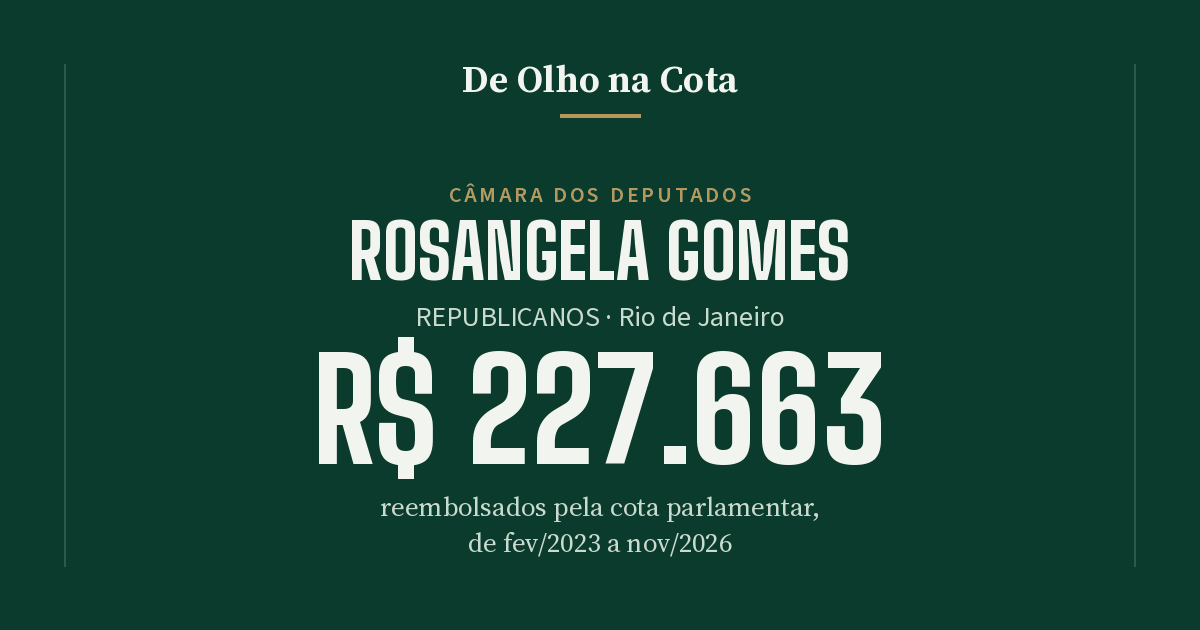 De Olho na Cota
CÂMARA DOS DEPUTADOS
ROSANGELA GOMES
REPUBLICANOS · Rio de Janeiro
R$ 227.663
reembolsados pela cota parlamentar,
de fev/2023 a nov/2026